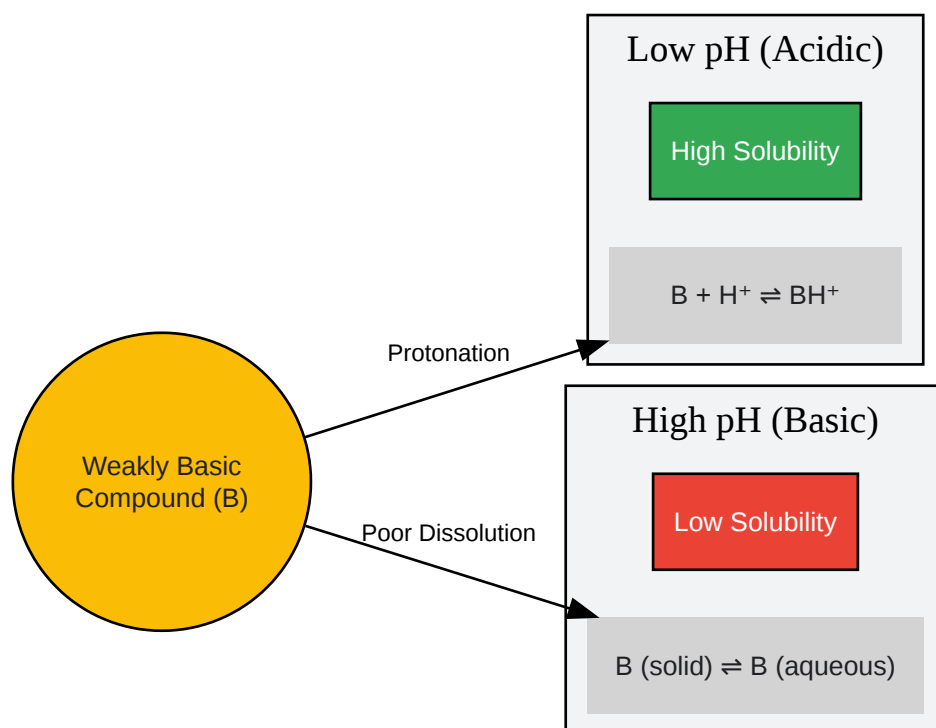 Low pH (Acidic)
High Solubility
B + H⁺ ⇌ BH⁺
Protonation
High pH (Basic)
Weakly Basic
Compound (B)
Low Solubility
Poor Dissolution
B (solid) ⇌ B (aqueous)